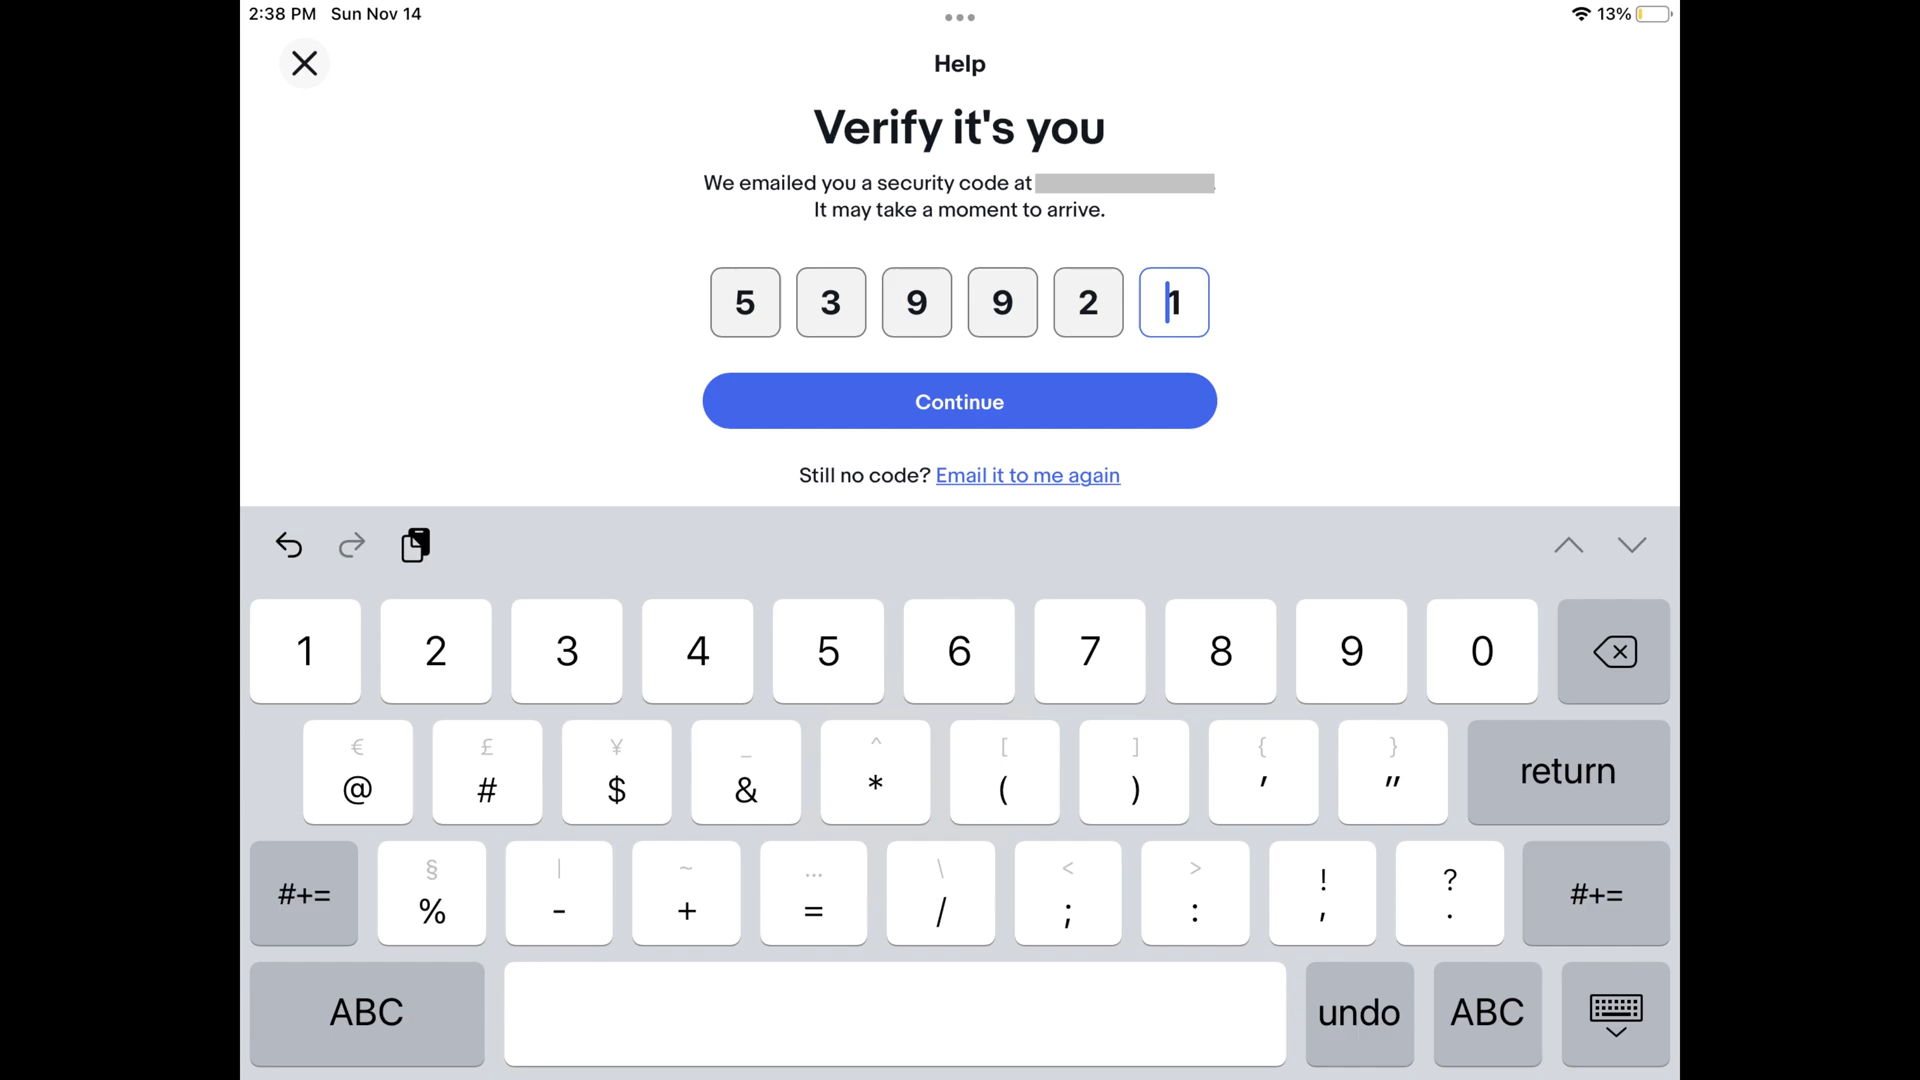 2:38 PM Sun Nov 14
13%
Help
Verify it's you
We emailed you a security code at
It may take a moment to arrive.
5 3 9 9 2 1
Continue
Still no code? Email it to me again
1 2 3 4 5 6 7 8 9 0
€ £ ¥ _ ^ [ ] { }
@ # $ & * ( ) ' " return
§ | ~ … \ < > ! ?
#+= % - + = / ; : , . #+=
ABC undo ABC